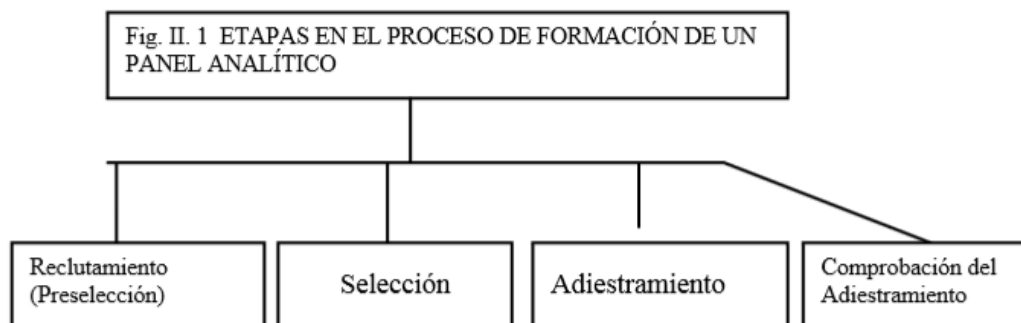 Fig. II. 1 ETAPAS EN EL PROCESO DE FORMACIÓN DE UN
PANEL ANALÍTICO
Reclutamiento
(Preselección)
Selección
Adiestramiento
Comprobación del
Adiestramiento